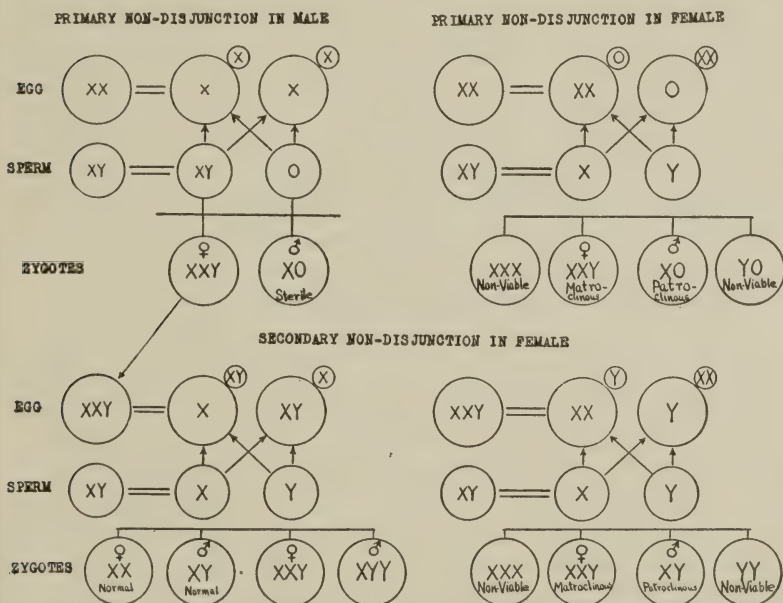 PRIMARY NON-DISJUNCTION IN MALE
X
X
EGG
XX
X
X
SPERM
XY
XY
O
ZYGOTES
♀
XXY
♂
XO
Sterile
PRIMARY NON-DISJUNCTION IN FEMALE
O
XX
XX
XX
O
XY
X
Y
XXX
Non-Viable
♀
XXY
Matro-
clinous
♂
XO
Patro-
clinous
YO
Non-Viable
SECONDARY NON-DISJUNCTION IN FEMALE
XY
X
EGG
XXY
X
XY
SPERM
XY
X
Y
ZYGOTES
♀
XX
Normal
♂
XY
Normal
♀
XXY
♂
XYY
Y
XX
XXY
XX
Y
XY
X
Y
XXX
Non-Viable
♀
XXY
Matroclinous
♂
XY
Patroclinous
YY
Non-Viable